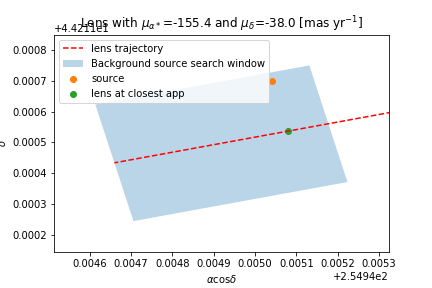 Lens with μα*=-155.4 and μδ=-38.0 [mas yr⁻¹]
+4.4211e1
0.0008
0.0007
0.0006
0.0005
0.0004
0.0003
0.0002
δ
lens trajectory
Background source search window
source
lens at closest app
0.0046 0.0047 0.0048 0.0049 0.0050 0.0051 0.0052 0.0053
+2.5494e2
αcosδ